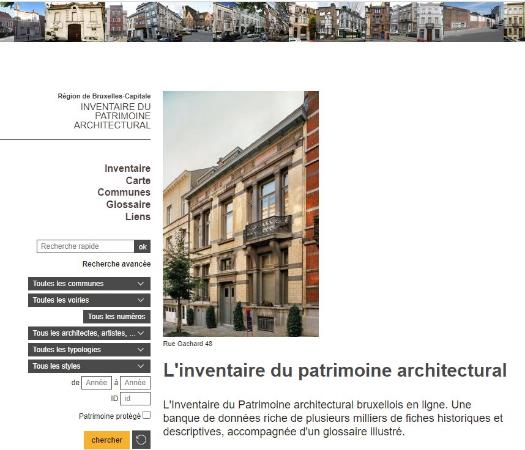 Région de Bruxelles-Capitale
INVENTAIRE DU
PATRIMOINE
ARCHITECTURAL
Inventaire
Carte
Communes
Glossaire
Liens
Recherche rapide ok
Recherche avancée
Toutes les communes
Toutes les voiries
Tous les numéros
Tous les architectes, artistes, ...
Toutes les typologies
Tous les styles
de Année à Année
ID id
Patrimoine protégé
chercher
Rue Gachard 48
L'inventaire du patrimoine architectural
L'Inventaire du Patrimoine architectural bruxellois en ligne. Une
banque de données riche de plusieurs milliers de fiches historiques et
descriptives, accompagnée d'un glossaire illustré.